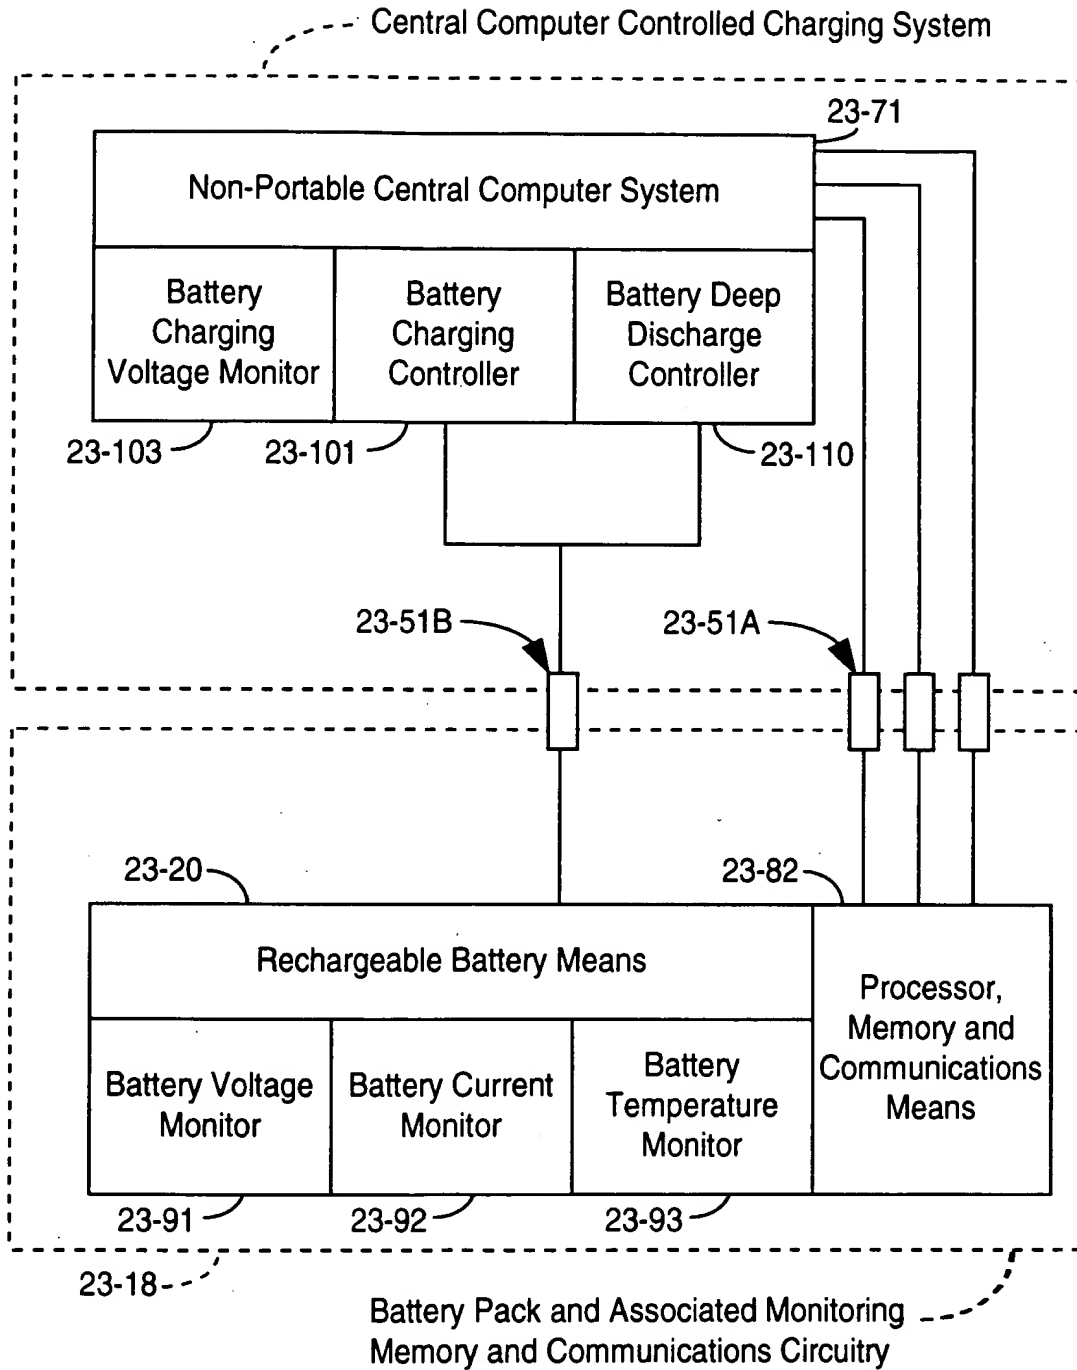 Central Computer Controlled Charging System
23-71
Non-Portable Central Computer System
Battery
Charging
Voltage Monitor
Battery
Charging
Controller
Battery Deep
Discharge
Controller
23-103
23-101
23-110
23-51B
23-51A
23-20
23-82
Rechargeable Battery Means
Processor,
Memory and
Communications
Means
Battery Voltage
Monitor
Battery Current
Monitor
Battery
Temperature
Monitor
23-91
23-92
23-93
23-18
Battery Pack and Associated Monitoring
Memory and Communications Circuitry